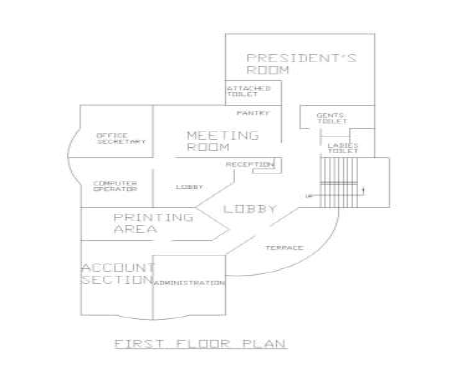 PRESIDENT'S
ROOM
ATTACHED
TOILET
PANTRY
GENTS
TOILET
OFFICE
SECRETARY
MEETING
ROOM
LADIES
TOILET
RECEPTION
COMPUTER
OPERATOR
LOBBY
UP
LOBBY
PRINTING
AREA
TERRACE
ACCOUNT
SECTION
ADMINISTRATION
FIRST FLOOR PLAN